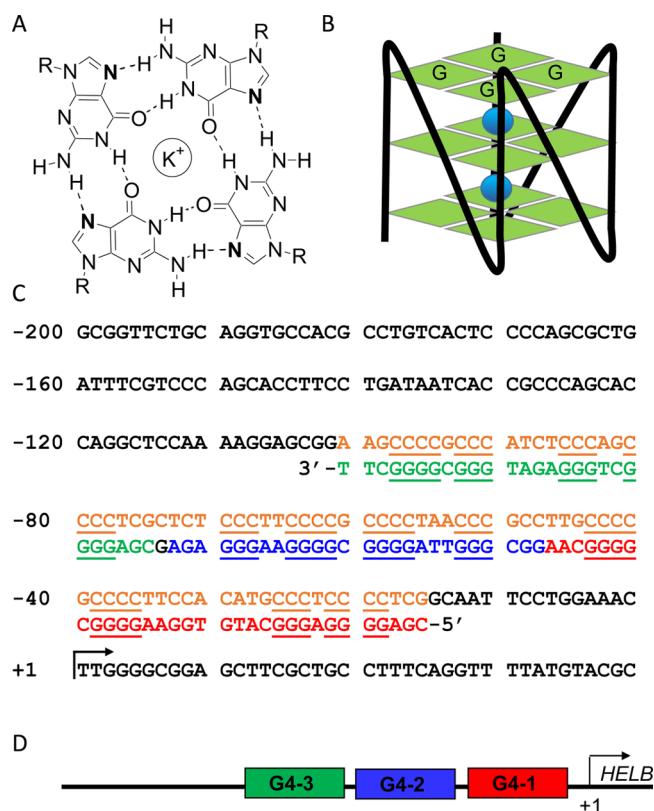 A
H
N
N
R
R
N
N
H
N
N
N
N
H
N
O
N
N
O
H
N
N
H
H
H
H
N
H
K+
H
N
H
O
O
N
N
H
N
N
N
H
N
N
N
H
N
N
R
R
H
B
G
G
G
G
C
-200 GCGGTTCTGC AGGTGCCACG CCTGTCACTC CCCAGCGCTG
-160 ATTTCGTCCC AGCACCTTCC TGATAATCAC CGCCCAGCAC
-120 CAGGCTCCAA AAGGAGCGGA AGCCCCGCCC ATCTCCCAGC
3′-T TCGGGGCGGG TAGAGGGTCG
-80 CCCTCGCTCT CCCTTCCCCG CCCCTAACCC GCCTTGCCCC
GGGAGCGAGA GGGAAGGGGC GGGGATTGGG CGGAACGGGG
-40 GCCCCTTCCA CATGCCCTCC CCTCGGCAAT TCCTGGAAAC
CGGGGAAGGT GTACGGGAGG GGAGC-5′
+1 TTGGGGCGGA GCTTCGCTGC CTTTCAGGTT TTATGTACGC
D
G4-3 G4-2 G4-1 HELB
+1